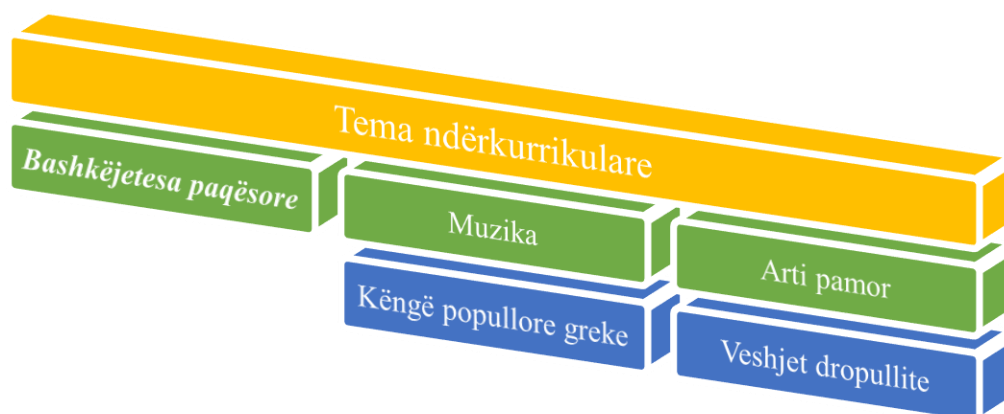 Tema ndërkurrikulare
Bashkëjetesa paqësore
Muzika
Arti pamor
Këngë popullore greke
Veshjet dropullite